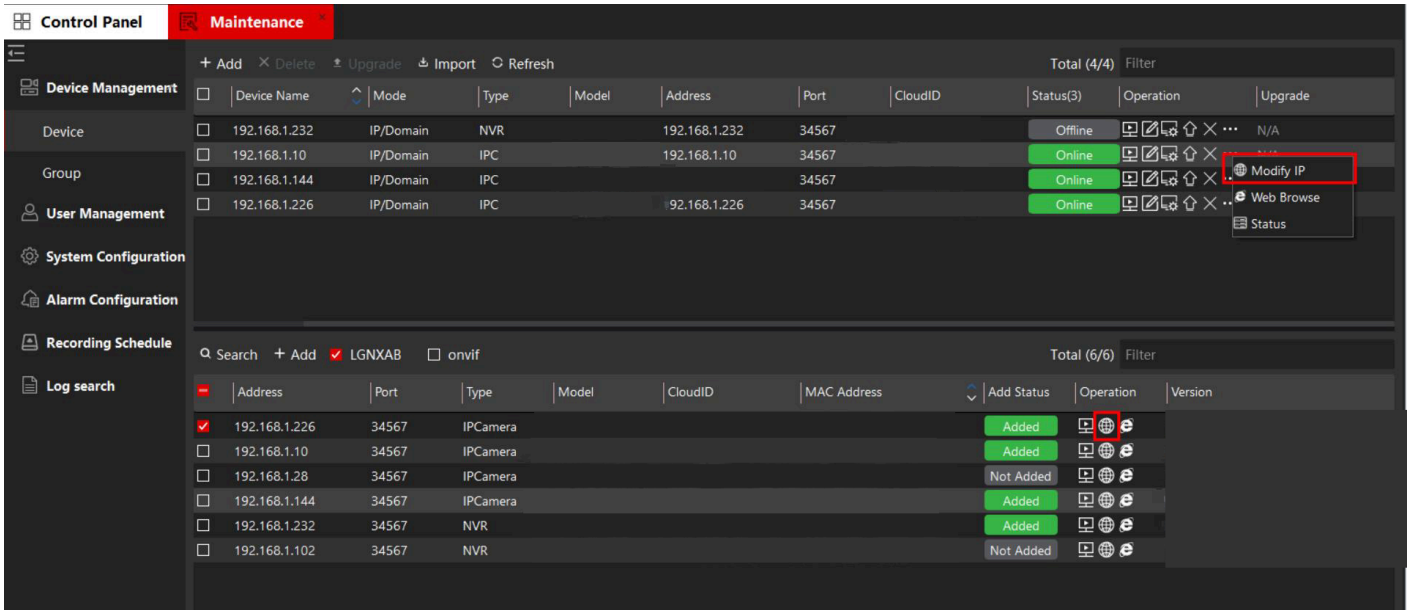 Control Panel Maintenance ×
+ Add × Delete Upgrade Import Refresh Total (4/4) Filter
Device Management
Device Name Mode Type Model Address Port CloudID Status(3) Operation Upgrade
Device
192.168.1.232 IP/Domain NVR 192.168.1.232 34567 Offline ··· N/A
192.168.1.10 IP/Domain IPC 192.168.1.10 34567 Online
Group
Modify IP
192.168.1.144 IP/Domain IPC 34567 Online
User Management
192.168.1.226 IP/Domain IPC 92.168.1.226 34567 Online
Web Browse
Status
System Configuration
Alarm Configuration
Recording Schedule
Search + Add LGNXAB onvif Total (6/6) Filter
Log search
Address Port Type Model CloudID MAC Address Add Status Operation Version
192.168.1.226 34567 IPCamera Added
192.168.1.10 34567 IPCamera Added
192.168.1.28 34567 IPCamera Not Added
192.168.1.144 34567 IPCamera Added
192.168.1.232 34567 NVR Added
192.168.1.102 34567 NVR Not Added